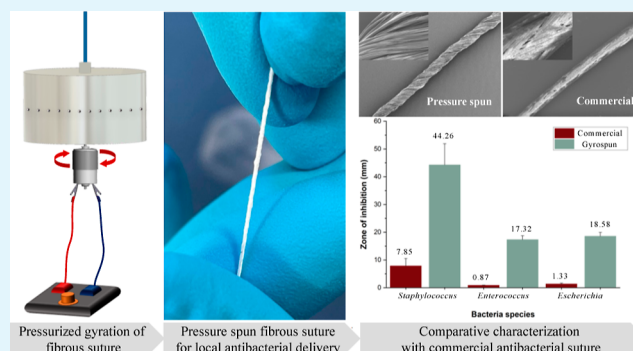 Pressure spun
Commercial
Zone of inhibition (mm)
60
50
40
30
20
10
0
Commercial
Gyrospun
44.26
7.85
17.32
0.87
18.58
1.33
Staphylococcus
Enterococcus
Escherichia
Bacteria species
Pressurized gyration of
fibrous suture
Pressure spun fibrous suture
for local antibacterial delivery
Comparative characterization
with commercial antibacterial suture